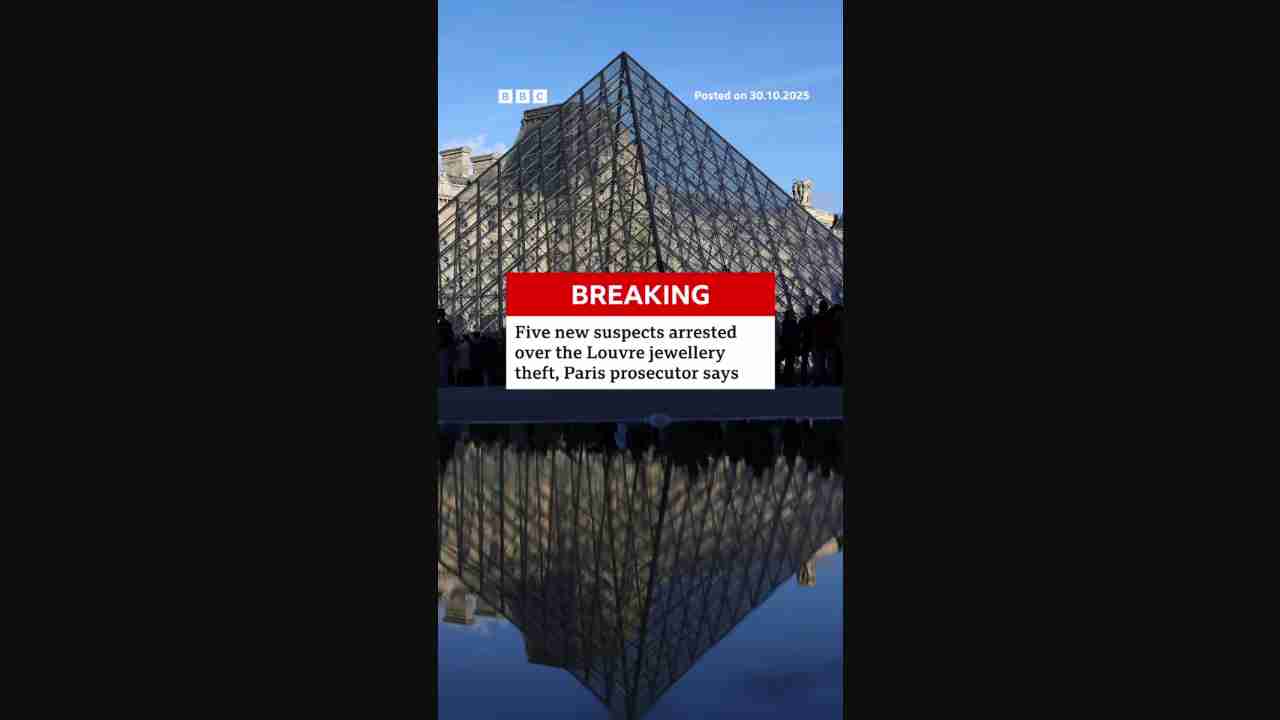 BBC
Posted on 30.10.2025
BREAKING
Five new suspects arrested
over the Louvre jewellery
theft, Paris prosecutor says